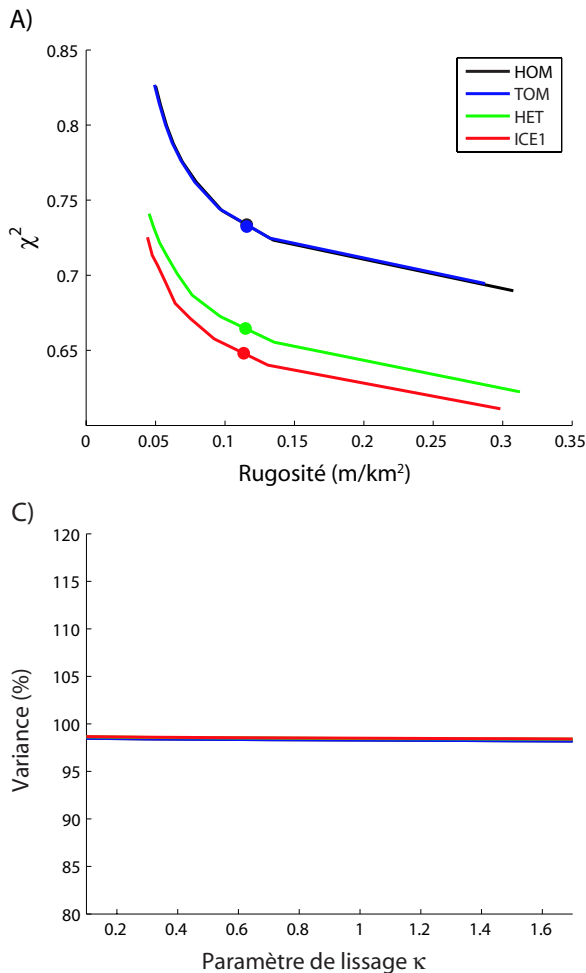 A)
0.85
0.8
0.75
0.7
0.65
χ²
HOM
TOM
HET
ICE1
0 0.05 0.1 0.15 0.2 0.25 0.3 0.35
Rugosité (m/km²)
C)
120
115
110
105
100
95
90
85
80
Variance (%)
0.2 0.4 0.6 0.8 1 1.2 1.4 1.6
Paramètre de lissage κ